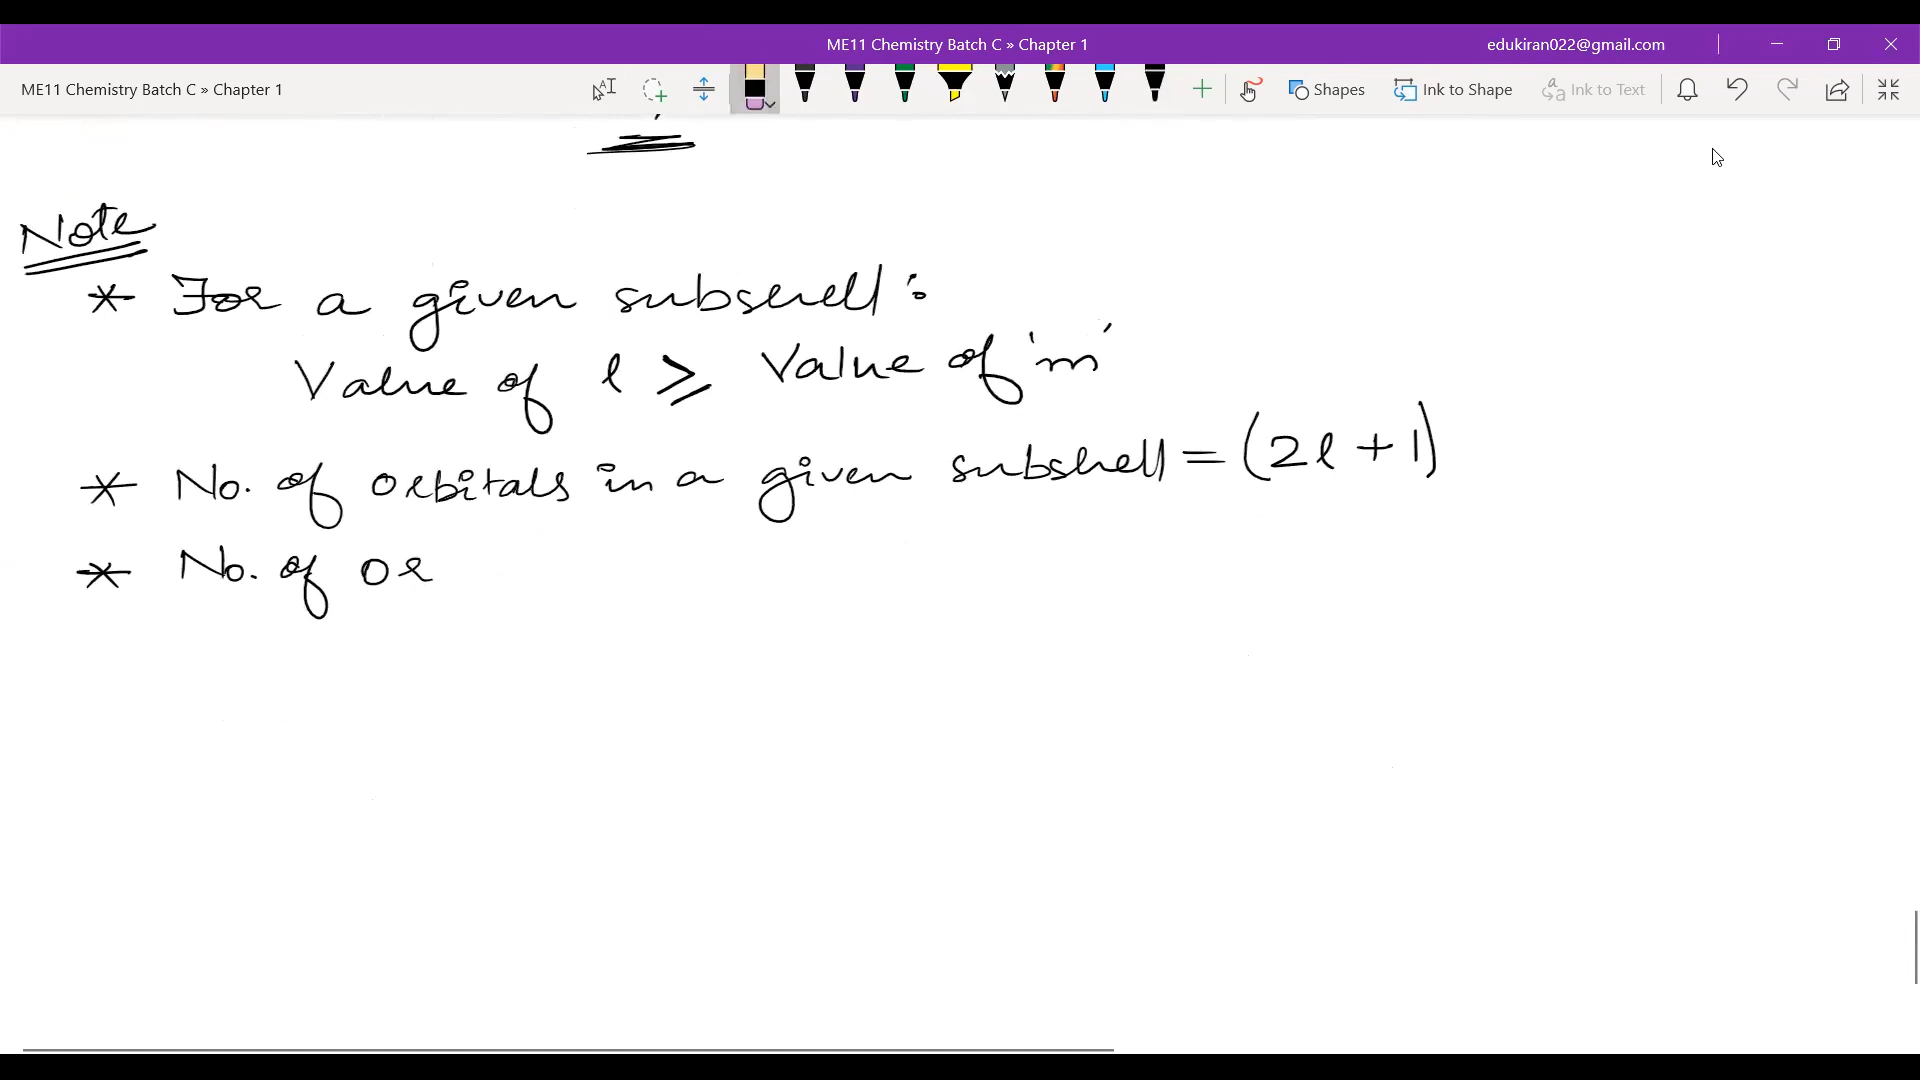 ME11 Chemistry Batch C » Chapter 1
edukiran022@gmail.com
ME11 Chemistry Batch C » Chapter 1
Shapes
Ink to Shape
Ink to Text
Note
* For a given subshell :
Value of l ⩾ Value of 'm'
* No. of orbitals in a given subshell = (2l + 1)
* No. of or